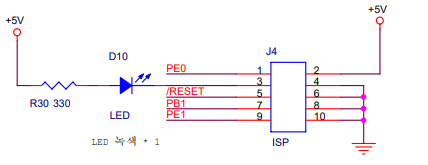 +5V
+5V
D10
J4
PE0
1 2
3 4
/RESET
5 6
R30 330
LED
PB1
7 8
PE1
9 10
LED 녹색 * 1
ISP